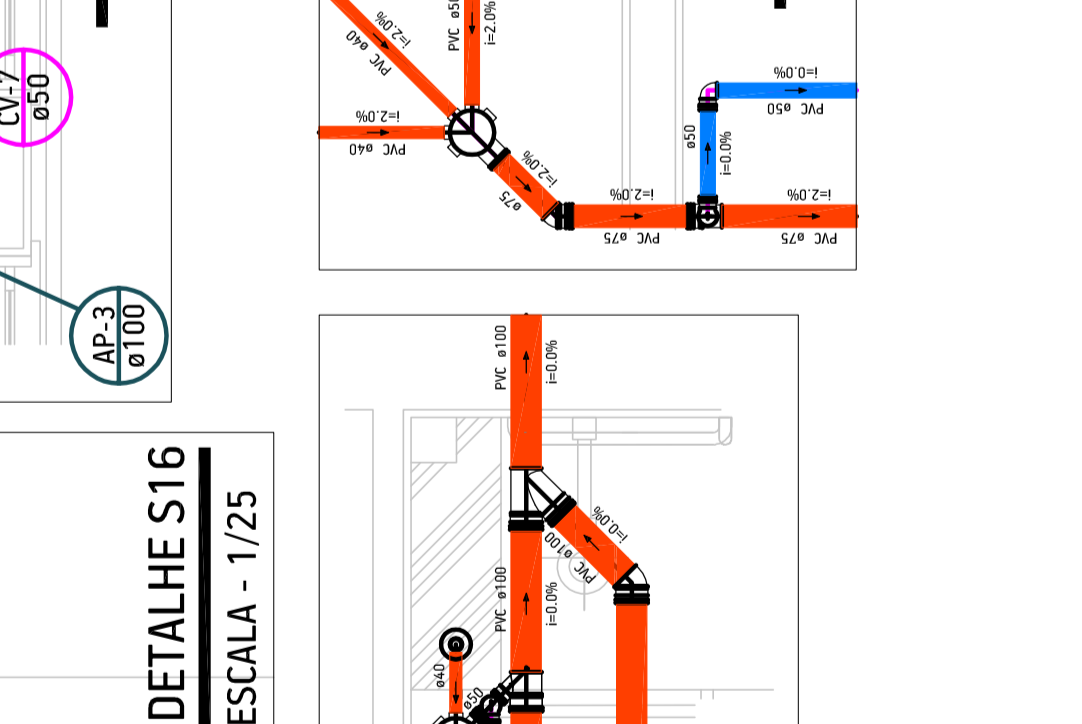 CV-7
ø50
AP-3
ø100
DETALHE S16
ESCALA - 1/25
i=2.0%
PVC ø40
PVC ø50
i=2.0%
i=2.0%
PVC ø40
i=2.0%
ø75
i=2.0%
PVC ø75
ø50
i=0.0%
i=0.0%
PVC ø50
i=2.0%
PVC ø75
PVC ø100
i=0.0%
i=0.0%
PVC ø100
PVC ø100
i=0.0%
ø40
ø50